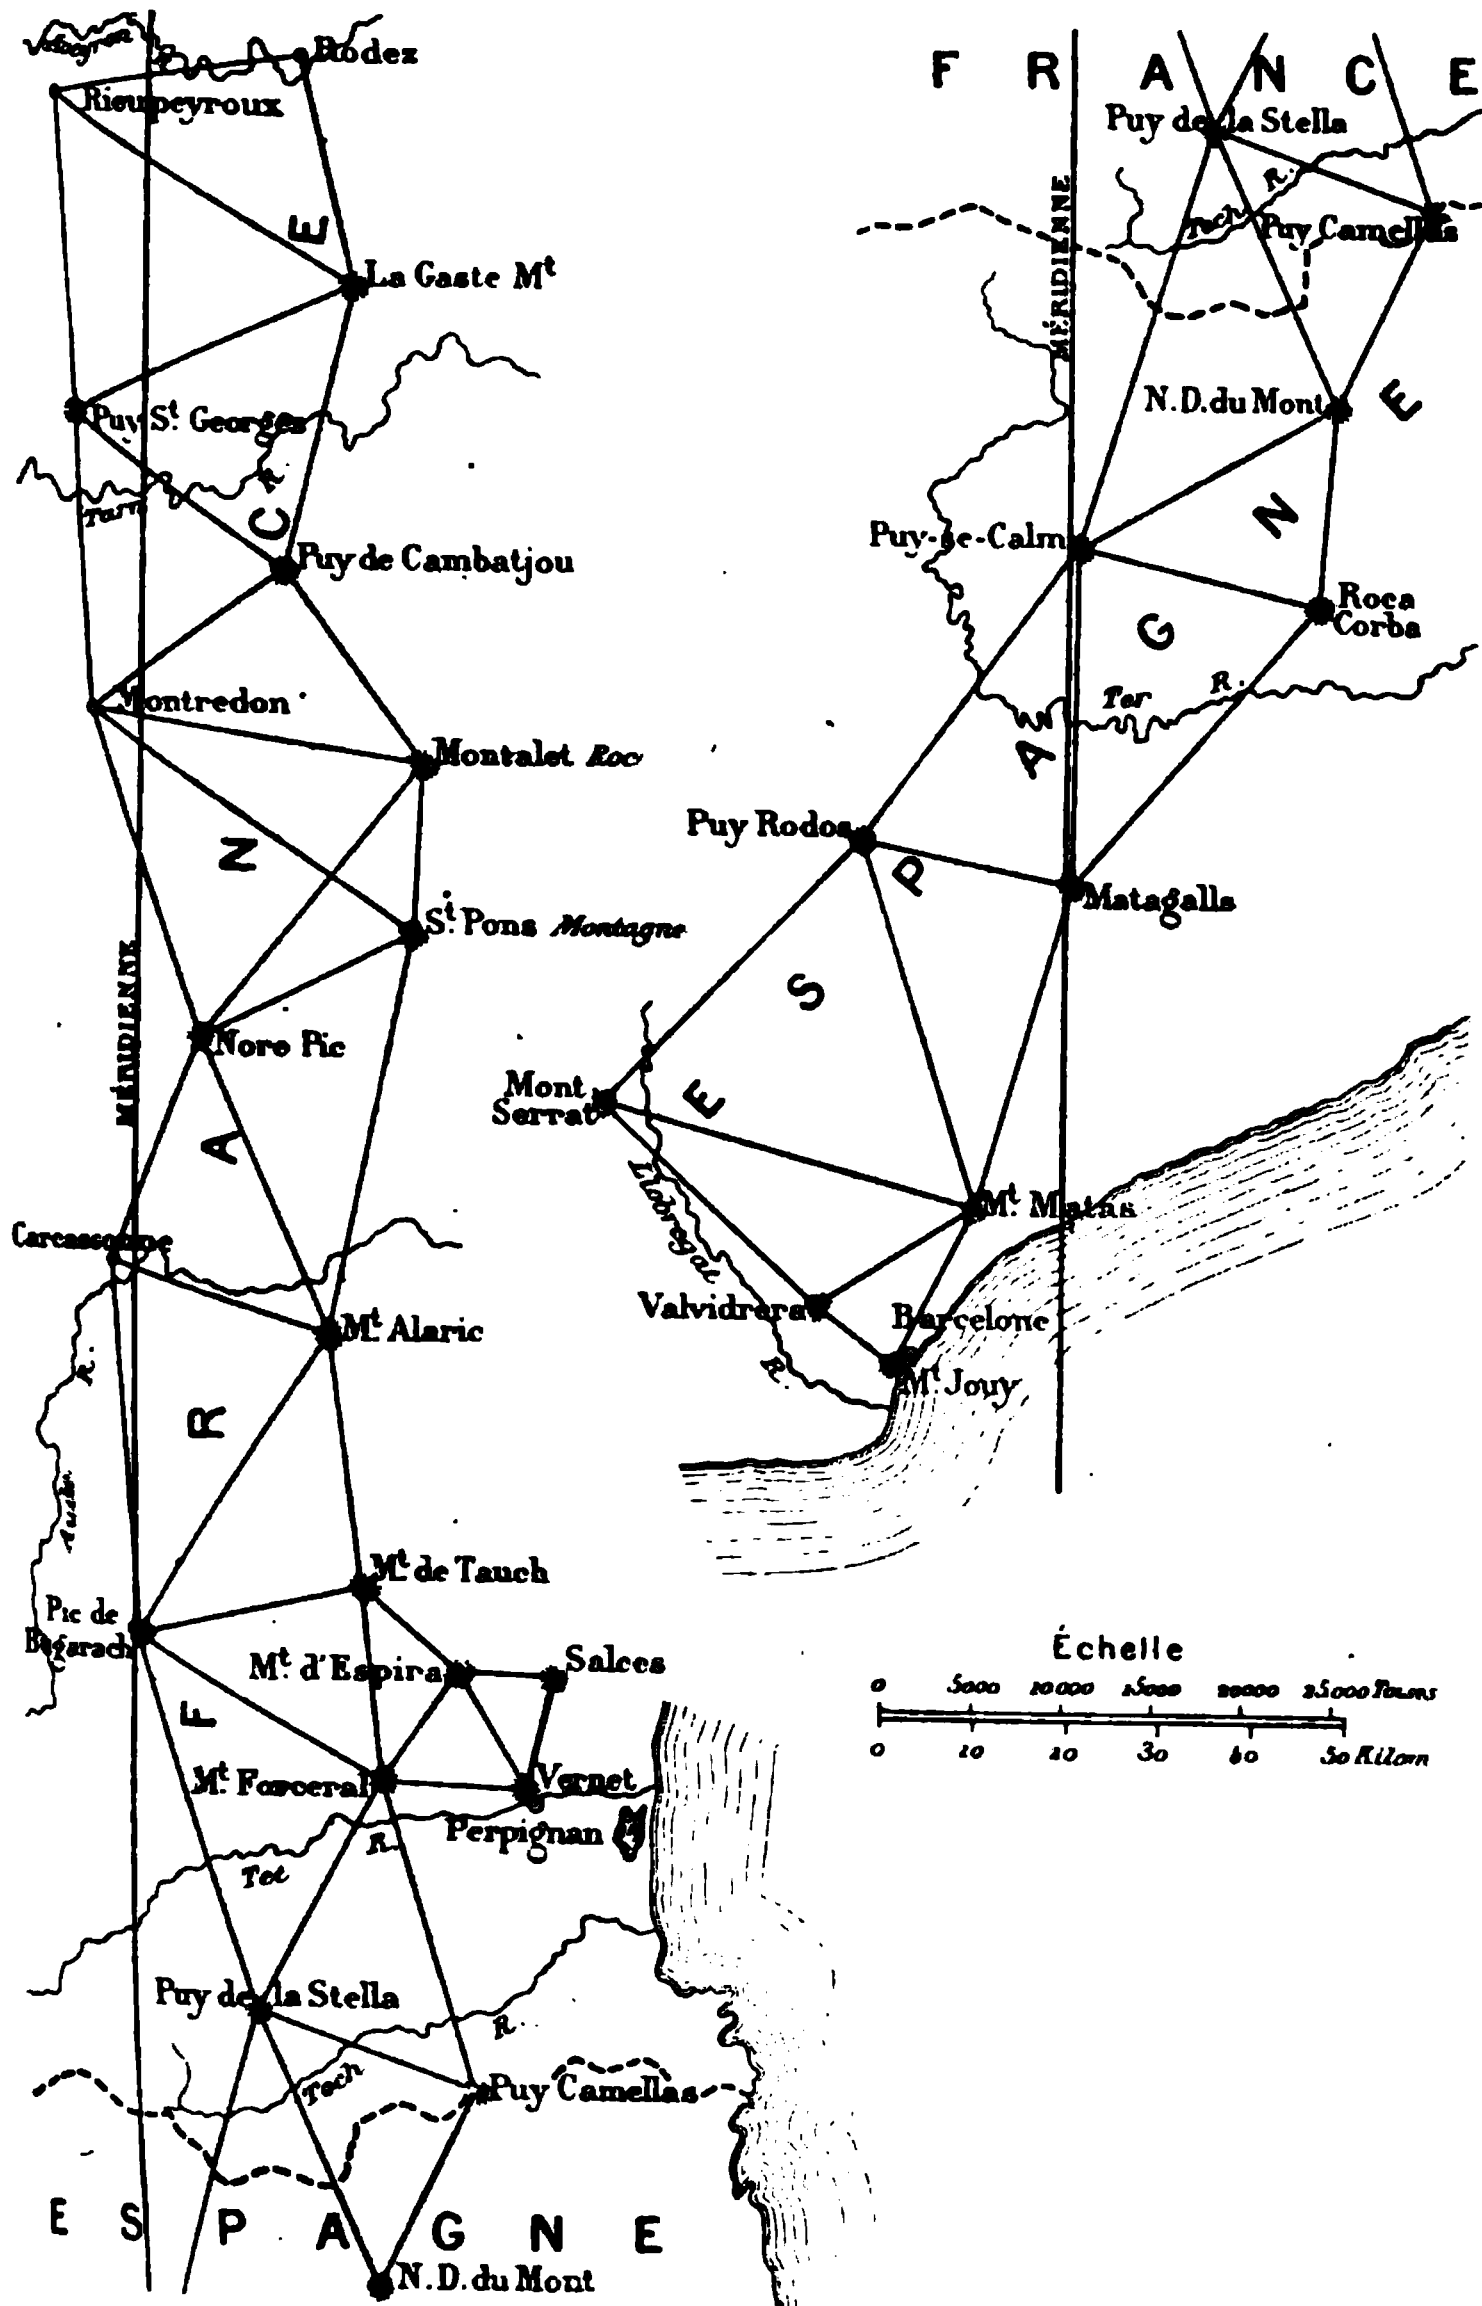 Rodez
Rieupeyroux
E
La Gaste Mt
Puy St. Georges
R.
Tarn
C
Puy de Cambatjou
Montredon
Montalet Roc
N
St. Pons Montagne
MÉRIDIENNE
Nore Pic
A
Carcassonne
Mt. Alaric
R.
R
Aude
Mt. de Tauch
Pic de
Bugarach
Mt. d'Espira
Salces
F
Mt. Forceral
Vernet
Perpignan
R.
Tet
Puy de la Stella
R.
Tech
Puy Camellas
E S P A G N E
N.D. du Mont
F R A N C E
Puy de la Stella
R.
Tech
Puy Camellas
MÉRIDIENNE
N.D. du Mont
E
N
Puy-se-Calm
Roca
Corba
G
Ter R.
A
Puy Rodos
P
Matagalls
S
Mont
Serrat
E
Mt. Matas
Llobregat
Valvidrera
Barcelone
R.
Mt. Jouy
Échelle
0 5000 10000 15000 20000 25000 Toises
0 10 20 30 40 50 Kilom